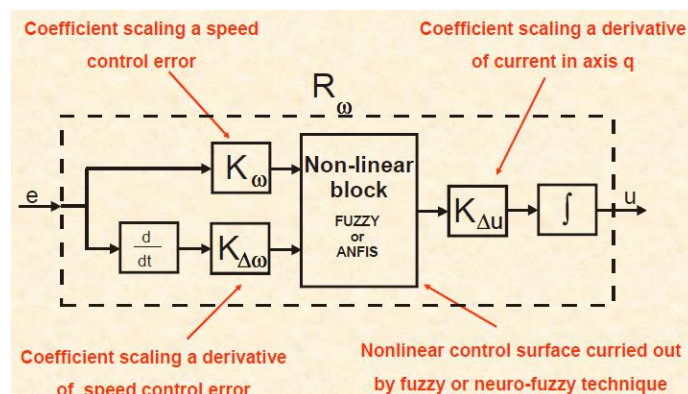 Coefficient scaling a speed
control error
Coefficient scaling a derivative
of current in axis q
Rω
e
Kω
d
dt
KΔω
Non-linear
block
FUZZY
or
ANFIS
KΔu
∫
u
Coefficient scaling a derivative
of speed control error
Nonlinear control surface curried out
by fuzzy or neuro-fuzzy technique